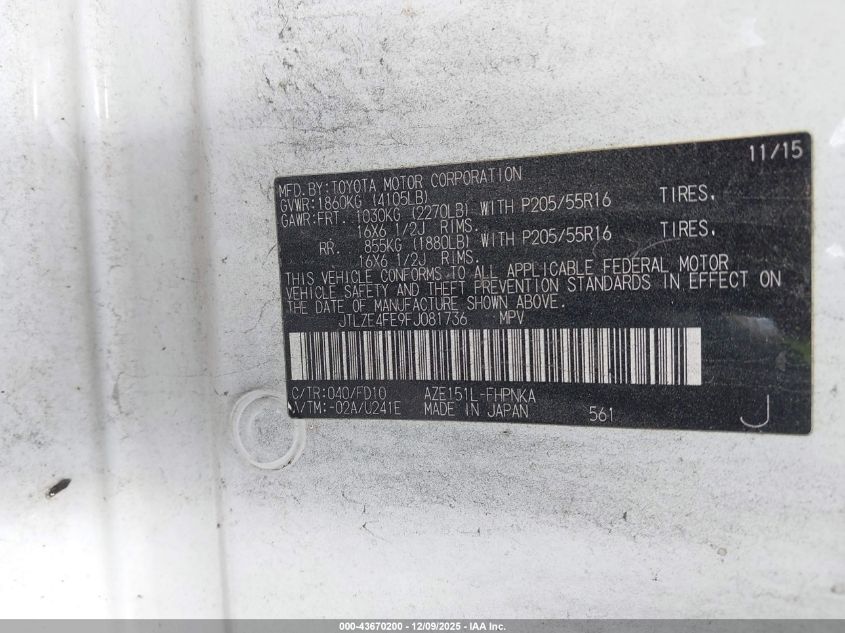 11/15
MFD.BY:TOYOTA MOTOR CORPORATION
GVWR:1860KG (4105LB)
GAWR:FRT. 1030KG (2270LB) WITH P205/55R16 TIRES.
16X6 1/2J RIMS.
RR. 855KG (1880LB) WITH P205/55R16 TIRES.
16X6 1/2J RIMS.
THIS VEHICLE CONFORMS TO ALL APPLICABLE FEDERAL MOTOR
VEHICLE SAFETY AND THEFT PREVENTION STANDARDS IN EFFECT ON
THE DATE OF MANUFACTURE SHOWN ABOVE.
JTLZE4FE9FJ081736 MPV
C/TR:040/FD10 AZE151L-FHPNKA
A/TM:-02A/U241E MADE IN JAPAN 561 J
000-43670200 - 12/09/2025 - IAA Inc.